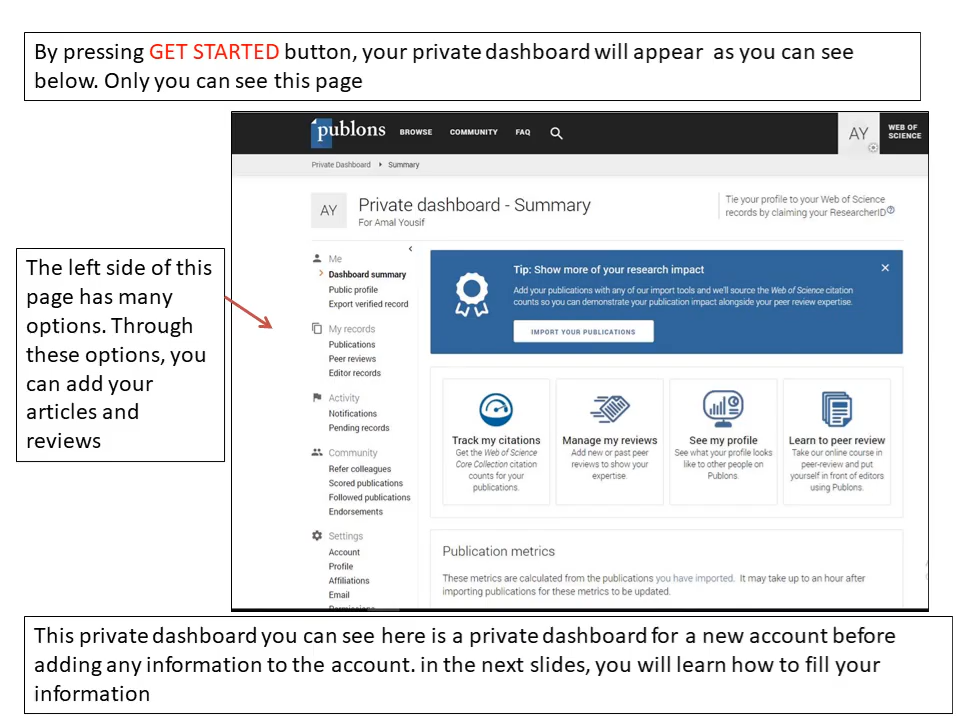 By pressing GET STARTED button, your private dashboard will appear as you can see
below. Only you can see this page
publons
BROWSE
COMMUNITY
FAQ
AY
WEB OF
SCIENCE
Private Dashboard
Summary
AY
Private dashboard - Summary
For Amal Yousif
Tie your profile to your Web of Science
records by claiming your ResearcherID
The left side of this
page has many
options. Through
these options, you
can add your
articles and
reviews
Me
Dashboard summary
Public profile
Export verified record
My records
Publications
Peer reviews
Editor records
Activity
Notifications
Pending records
Community
Refer colleagues
Scored publications
Followed publications
Endorsements
Settings
Account
Profile
Affiliations
Email
Permissions
Tip: Show more of your research impact
Add your publications with any of our import tools and we'll source the Web of Science citation
counts so you can demonstrate your publication impact alongside your peer review expertise.
IMPORT YOUR PUBLICATIONS
Track my citations
Get the Web of Science
Core Collection citation
counts for your
publications.
Manage my reviews
Add new or past peer
reviews to show your
expertise.
See my profile
See what your profile looks
like to other people on
Publons.
Learn to peer review
Take our online course in
peer-review and put
yourself in front of editors
using Publons.
Publication metrics
These metrics are calculated from the publications you have imported. It may take up to an hour after
importing publications for these metrics to be updated.
This private dashboard you can see here is a private dashboard for a new account before
adding any information to the account. in the next slides, you will learn how to fill your
information